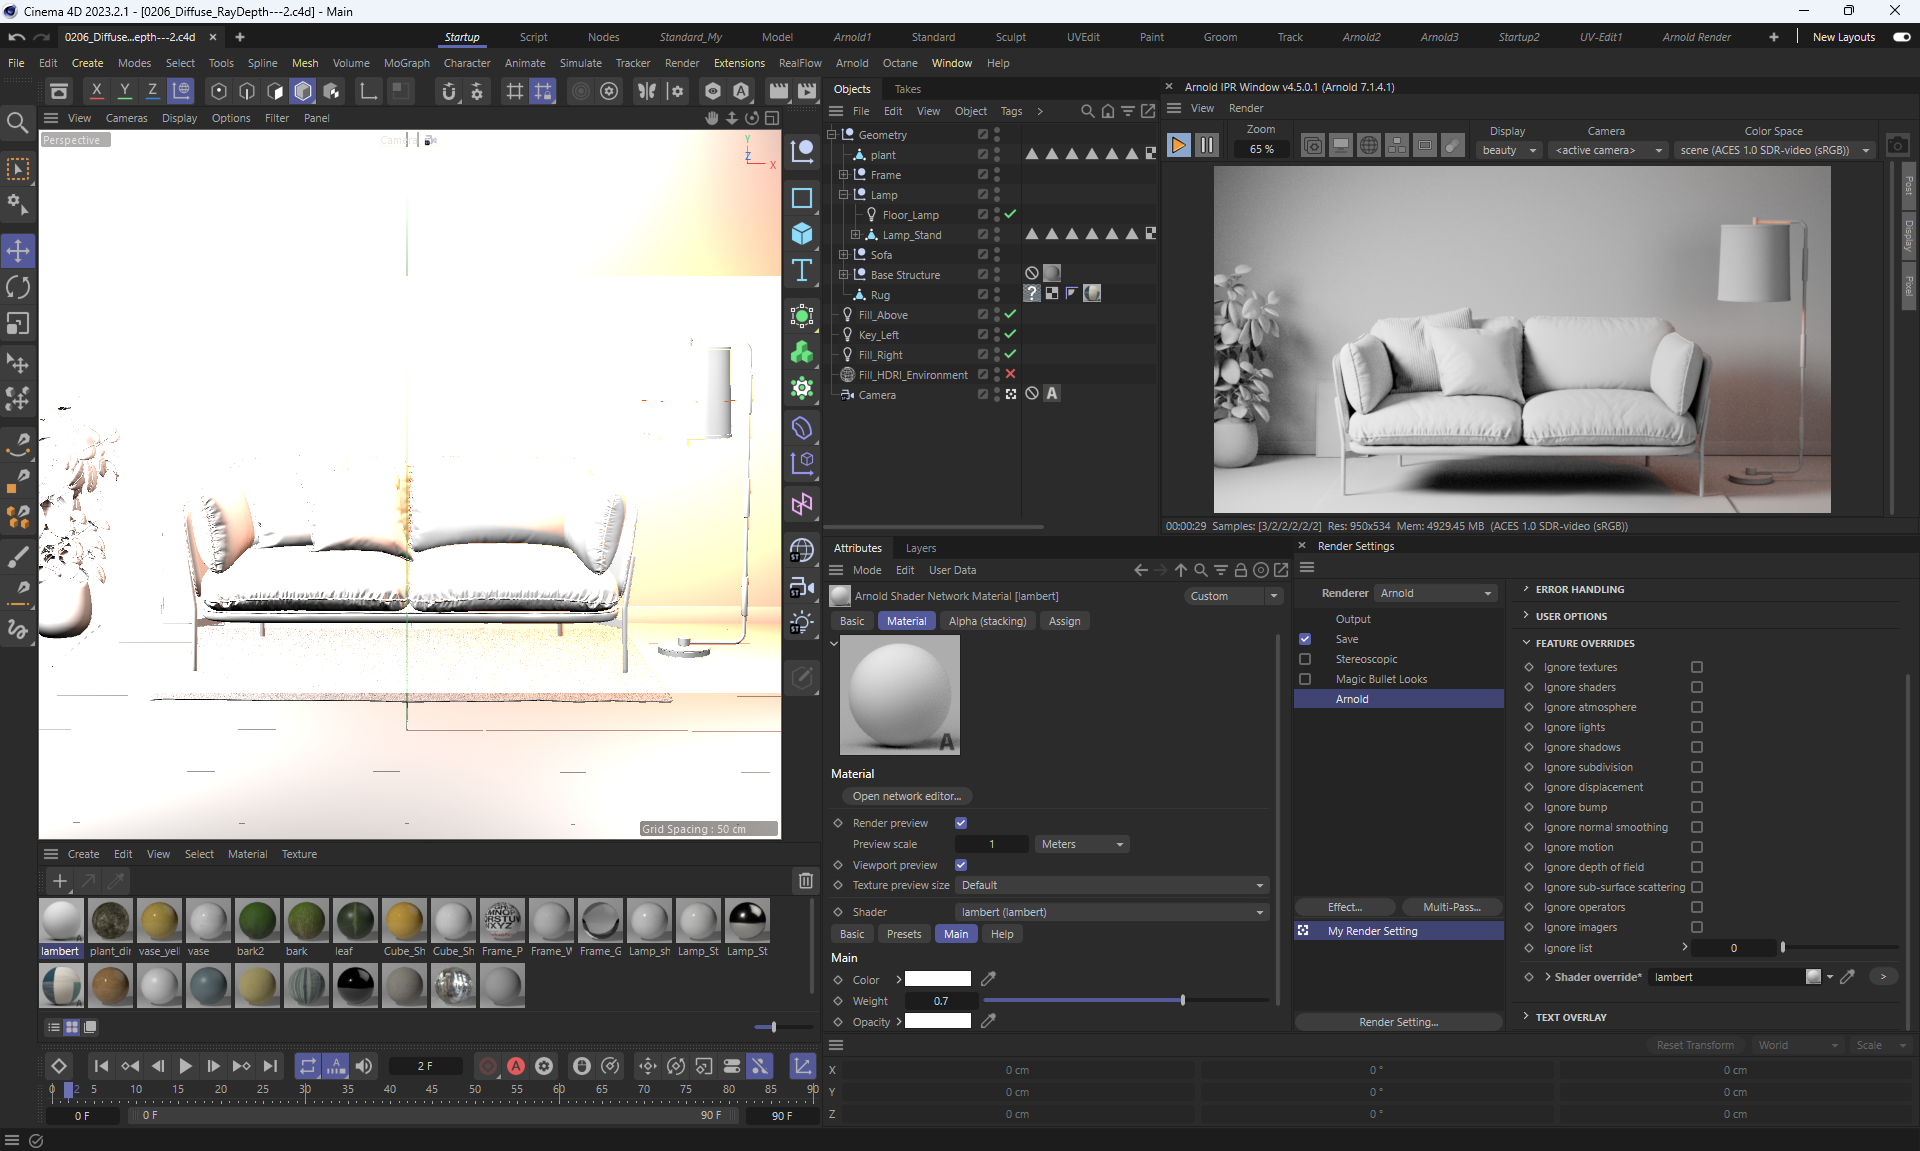 Cinema 4D 2023.2.1 - [0206_Diffuse_RayDepth---2.c4d] - Main
0206_Diffuse...epth---2.c4d
Startup Script Nodes Standard_My Model Arnold1 Standard Sculpt UVEdit Paint Groom Track Arnold2 Arnold3 Startup2 UV-Edit1 Arnold Render New Layouts
File Edit Create Modes Select Tools Spline Mesh Volume MoGraph Character Animate Simulate Tracker Render Extensions RealFlow Arnold Octane Window Help
X Y Z
View Cameras Display Options Filter Panel
Perspective
Camera
Y
Z
X
Grid Spacing : 50 cm
Objects Takes
File Edit View Object Tags
Geometry
plant
Frame
Lamp
Floor_Lamp
Lamp_Stand
Sofa
Base Structure
Rug
Fill_Above
Key_Left
Fill_Right
Fill_HDRI_Environment
Camera
Arnold IPR Window v4.5.0.1 (Arnold 7.1.4.1)
View Render
Zoom
65 %
Display
beauty
Camera
<active camera>
Color Space
scene (ACES 1.0 SDR-video (sRGB))
Post
Display
Pixel
00:00:29 Samples: [3/2/2/2/2/2] Res: 950x534 Mem: 4929.45 MB (ACES 1.0 SDR-video (sRGB))
Attributes Layers
Mode Edit User Data
Arnold Shader Network Material [lambert]
Custom
Basic Material Alpha (stacking) Assign
Material
Open network editor...
Render preview
Preview scale 1 Meters
Viewport preview
Texture preview size Default
Shader lambert (lambert)
Basic Presets Main Help
Main
Color
Weight 0.7
Opacity
Render Settings
Renderer Arnold
Output
Save
Stereoscopic
Magic Bullet Looks
Arnold
Effect... Multi-Pass...
My Render Setting
Render Setting...
ERROR HANDLING
USER OPTIONS
FEATURE OVERRIDES
Ignore textures
Ignore shaders
Ignore atmosphere
Ignore lights
Ignore shadows
Ignore subdivision
Ignore displacement
Ignore bump
Ignore normal smoothing
Ignore motion
Ignore depth of field
Ignore sub-surface scattering
Ignore operators
Ignore imagers
Ignore list 0
Shader override* lambert >
TEXT OVERLAY
Create Edit View Select Material Texture
lambert plant_dir vase_yell vase bark2 bark leaf Cube_Sh Cube_Sh Frame_P Frame_W Frame_G Lamp_sh Lamp_St Lamp_St
2 F
0 2 5 10 15 20 25 30 35 40 45 50 55 60 65 70 75 80 85 90
0 F 0 F 90 F 90 F
Reset Transform World Scale
X 0 cm 0 ° 0 cm
Y 0 cm 0 ° 0 cm
Z 0 cm 0 ° 0 cm